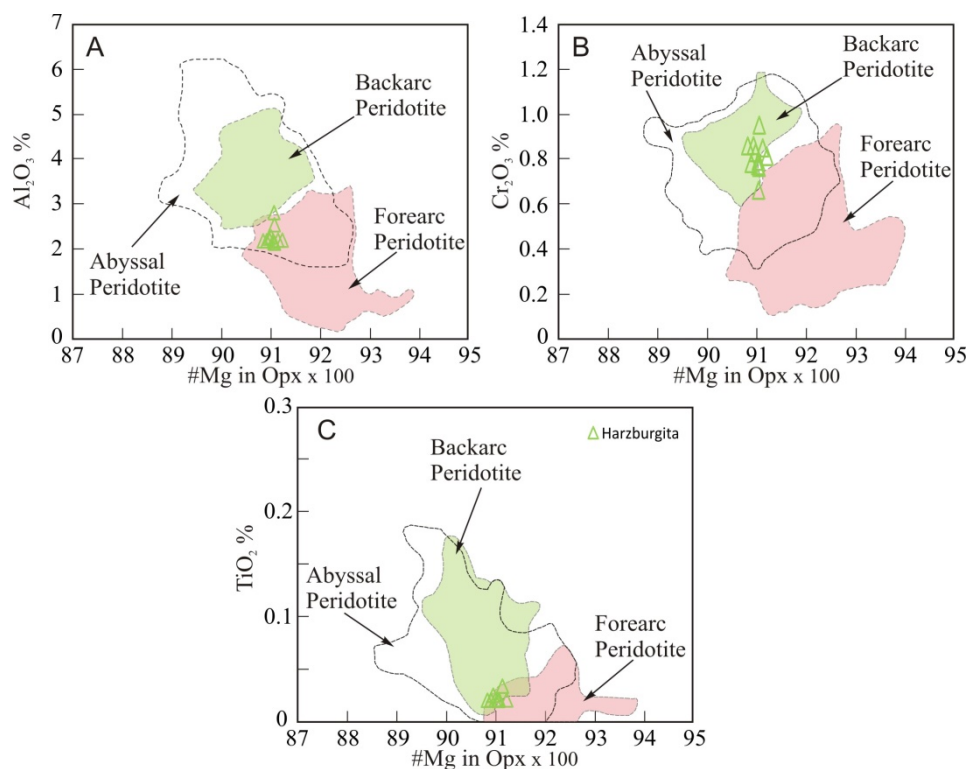 A
Al₂O₃ %
7
6
5
4
3
2
1
0
Backarc
Peridotite
Forearc
Peridotite
Abyssal
Peridotite
87 88 89 90 91 92 93 94 95
#Mg in Opx x 100
B
Cr₂O₃ %
1.4
1.2
1.0
0.8
0.6
0.4
0.2
0
Abyssal
Peridotite
Backarc
Peridotite
Forearc
Peridotite
87 88 89 90 91 92 93 94 95
#Mg in Opx x 100
C
TiO₂ %
0.3
0.2
0.1
0
Harzburgita
Backarc
Peridotite
Abyssal
Peridotite
Forearc
Peridotite
87 88 89 90 91 92 93 94 95
#Mg in Opx x 100